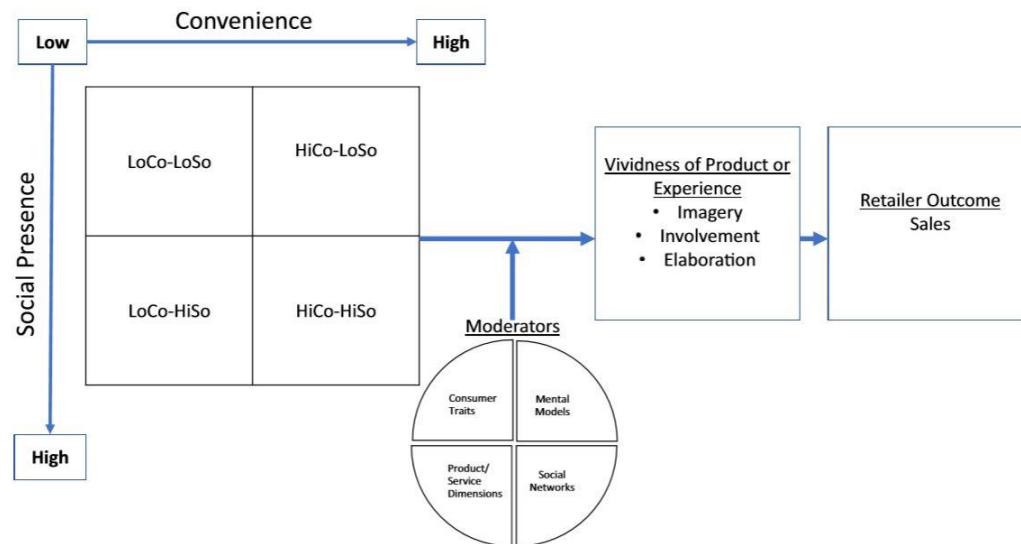 Convenience
Low
High
Social Presence
LoCo-LoSo
HiCo-LoSo
LoCo-HiSo
HiCo-HiSo
High
Moderators
Consumer
Traits
Mental
Models
Product/
Service
Dimensions
Social
Networks
Vividness of Product or
Experience
• Imagery
• Involvement
• Elaboration
Retailer Outcome
Sales